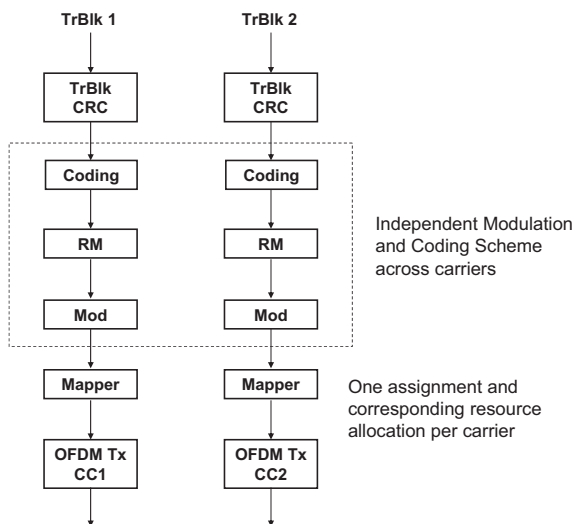 TrBlk 1
TrBlk 2
TrBlk
CRC
TrBlk
CRC
Coding
Coding
RM
RM
Independent Modulation
and Coding Scheme
across carriers
Mod
Mod
Mapper
Mapper
One assignment and
corresponding resource
allocation per carrier
OFDM Tx
CC1
OFDM Tx
CC2